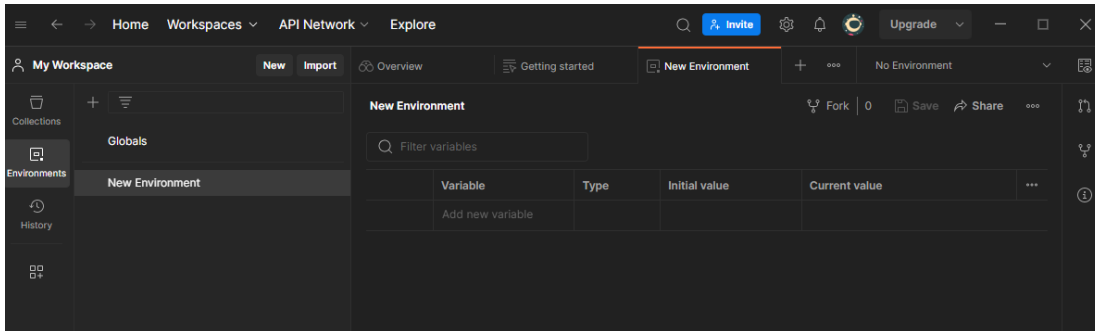 Home Workspaces API Network Explore Invite Upgrade
My Workspace New Import Overview Getting started New Environment No Environment
Collections
Environments
History
Globals
New Environment
New Environment Fork 0 Save Share
Filter variables
Variable Type Initial value Current value
Add new variable